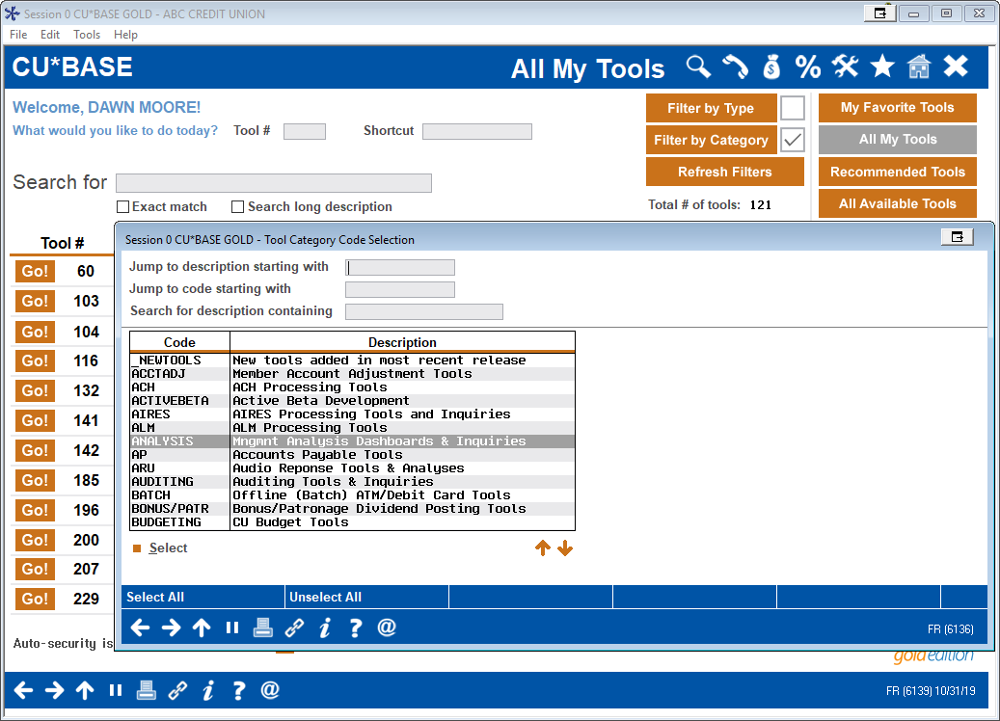 Session 0 CU*BASE GOLD - ABC CREDIT UNION
File Edit Tools Help
CU*BASE
All My Tools
Welcome, DAWN MOORE!
What would you like to do today? Tool # Shortcut
Filter by Type
My Favorite Tools
Filter by Category
All My Tools
Search for
Refresh Filters
Recommended Tools
Exact match Search long description
Total # of tools: 121
All Available Tools
Tool #
Go! 60
Go! 103
Go! 104
Go! 116
Go! 132
Go! 141
Go! 142
Go! 185
Go! 196
Go! 200
Go! 207
Go! 229
Auto-security is
Session 0 CU*BASE GOLD - Tool Category Code Selection
Jump to description starting with
Jump to code starting with
Search for description containing
Code Description
_NEWTOOLS New tools added in most recent release
ACCTADJ Member Account Adjustment Tools
ACH ACH Processing Tools
ACTIVEBETA Active Beta Development
AIRES AIRES Processing Tools and Inquiries
ALM ALM Processing Tools
ANALYSIS Mngmnt Analysis Dashboards & Inquiries
AP Accounts Payable Tools
ARU Audio Reponse Tools & Analyses
AUDITING Auditing Tools & Inquiries
BATCH Offline (Batch) ATM/Debit Card Tools
BONUS/PATR Bonus/Patronage Dividend Posting Tools
BUDGETING CU Budget Tools
Select
Select All Unselect All
FR (6136)
gold edition
FR (6139) 10/31/19